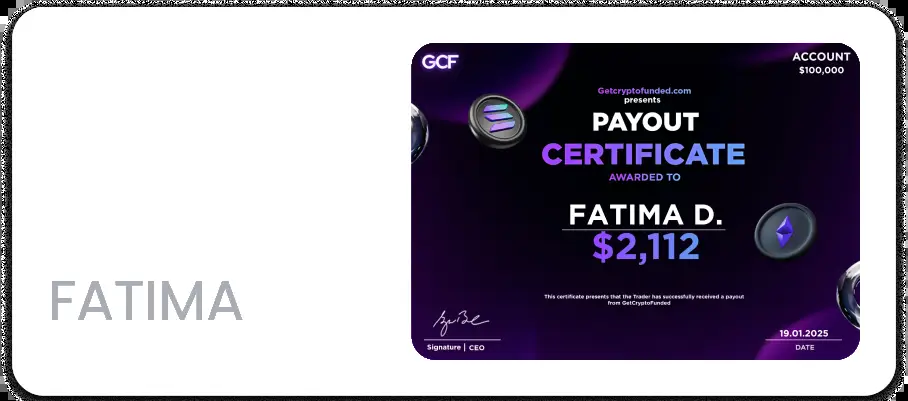 FATIMA
GCF
ACCOUNT
$100,000
Getcryptofunded.com
presents
PAYOUT
CERTIFICATE
AWARDED TO
FATIMA D.
$2,112
This certificate presents that the Trader has successfully received a payout
from GetCryptoFunded
Signature | CEO
19.01.2025
DATE